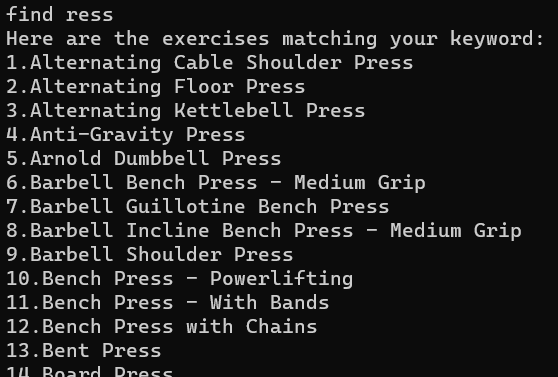 find ress
Here are the exercises matching your keyword:
1.Alternating Cable Shoulder Press
2.Alternating Floor Press
3.Alternating Kettlebell Press
4.Anti-Gravity Press
5.Arnold Dumbbell Press
6.Barbell Bench Press - Medium Grip
7.Barbell Guillotine Bench Press
8.Barbell Incline Bench Press - Medium Grip
9.Barbell Shoulder Press
10.Bench Press - Powerlifting
11.Bench Press - With Bands
12.Bench Press with Chains
13.Bent Press
14.Board Press